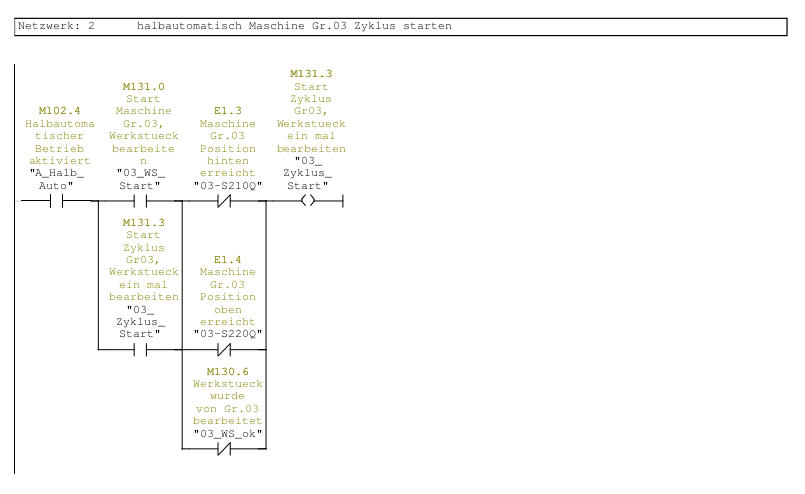 Netzwerk: 2 halbautomatisch Maschine Gr.03 Zyklus starten
M102.4
Halbautoma
tischer
Betrieb
aktiviert
"A_Halb_
Auto"
M131.0
Start
Maschine
Gr.03,
Werkstueck
bearbeite
n
"03_WS_
Start"
E1.3
Maschine
Gr.03
Position
hinten
erreicht
"03-S210Q"
M131.3
Start
Zyklus
Gr03,
Werkstueck
ein mal
bearbeiten
"03_
Zyklus_
Start"
M131.3
Start
Zyklus
Gr03,
Werkstueck
ein mal
bearbeiten
"03_
Zyklus_
Start"
E1.4
Maschine
Gr.03
Position
oben
erreicht
"03-S220Q"
M130.6
Werkstueck
wurde
von Gr.03
bearbeitet
"03_WS_ok"